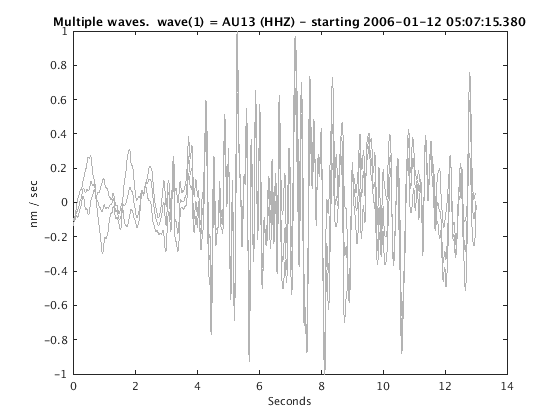 Multiple waves.  wave(1) = AU13 (HHZ) - starting 2006-01-12 05:07:15.380
1
0.8
0.6
0.4
0.2
0
-0.2
-0.4
-0.6
-0.8
-1
nm / sec
0 2 4 6 8 10 12 14
Seconds